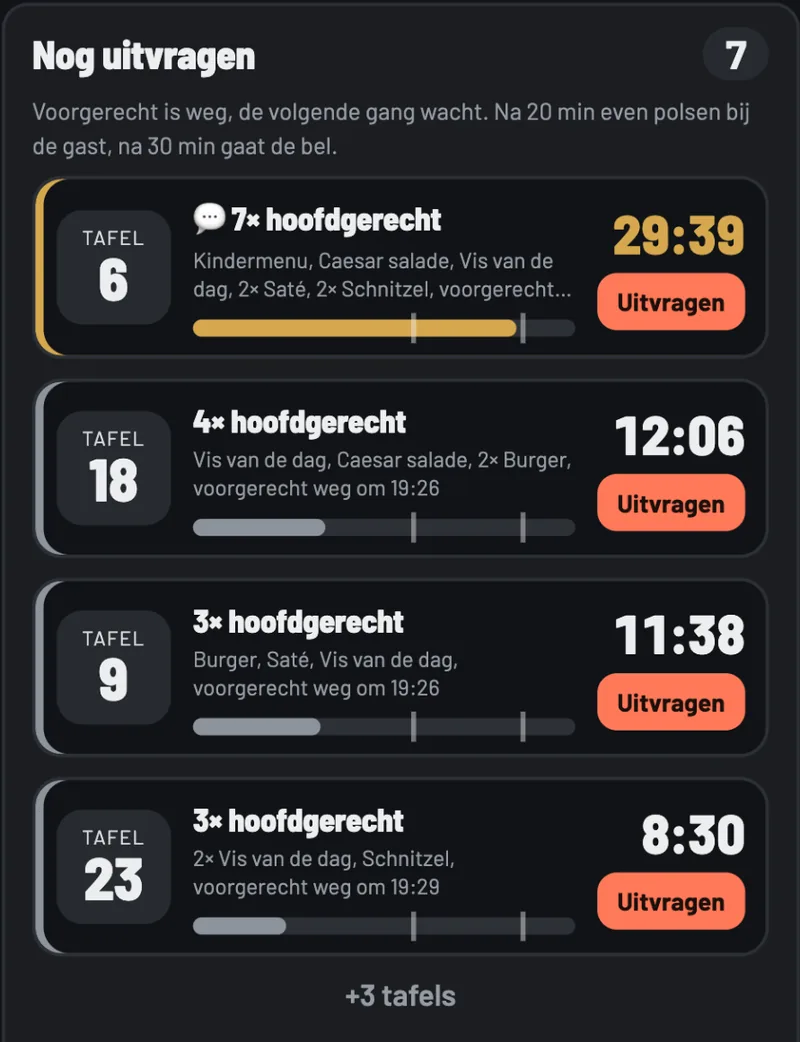 Nog uitvragen
7
Voorgerecht is weg, de volgende gang wacht. Na 20 min even polsen bij
de gast, na 30 min gaat de bel.
TAFEL
6
💬 7× hoofdgerecht
Kindermenu, Caesar salade, Vis van de
dag, 2× Saté, 2× Schnitzel, voorgerecht...
29:39
Uitvragen
TAFEL
18
4× hoofdgerecht
Vis van de dag, Caesar salade, 2× Burger,
voorgerecht weg om 19:26
12:06
Uitvragen
TAFEL
9
3× hoofdgerecht
Burger, Saté, Vis van de dag,
voorgerecht weg om 19:26
11:38
Uitvragen
TAFEL
23
3× hoofdgerecht
2× Vis van de dag, Schnitzel,
voorgerecht weg om 19:29
8:30
Uitvragen
+3 tafels